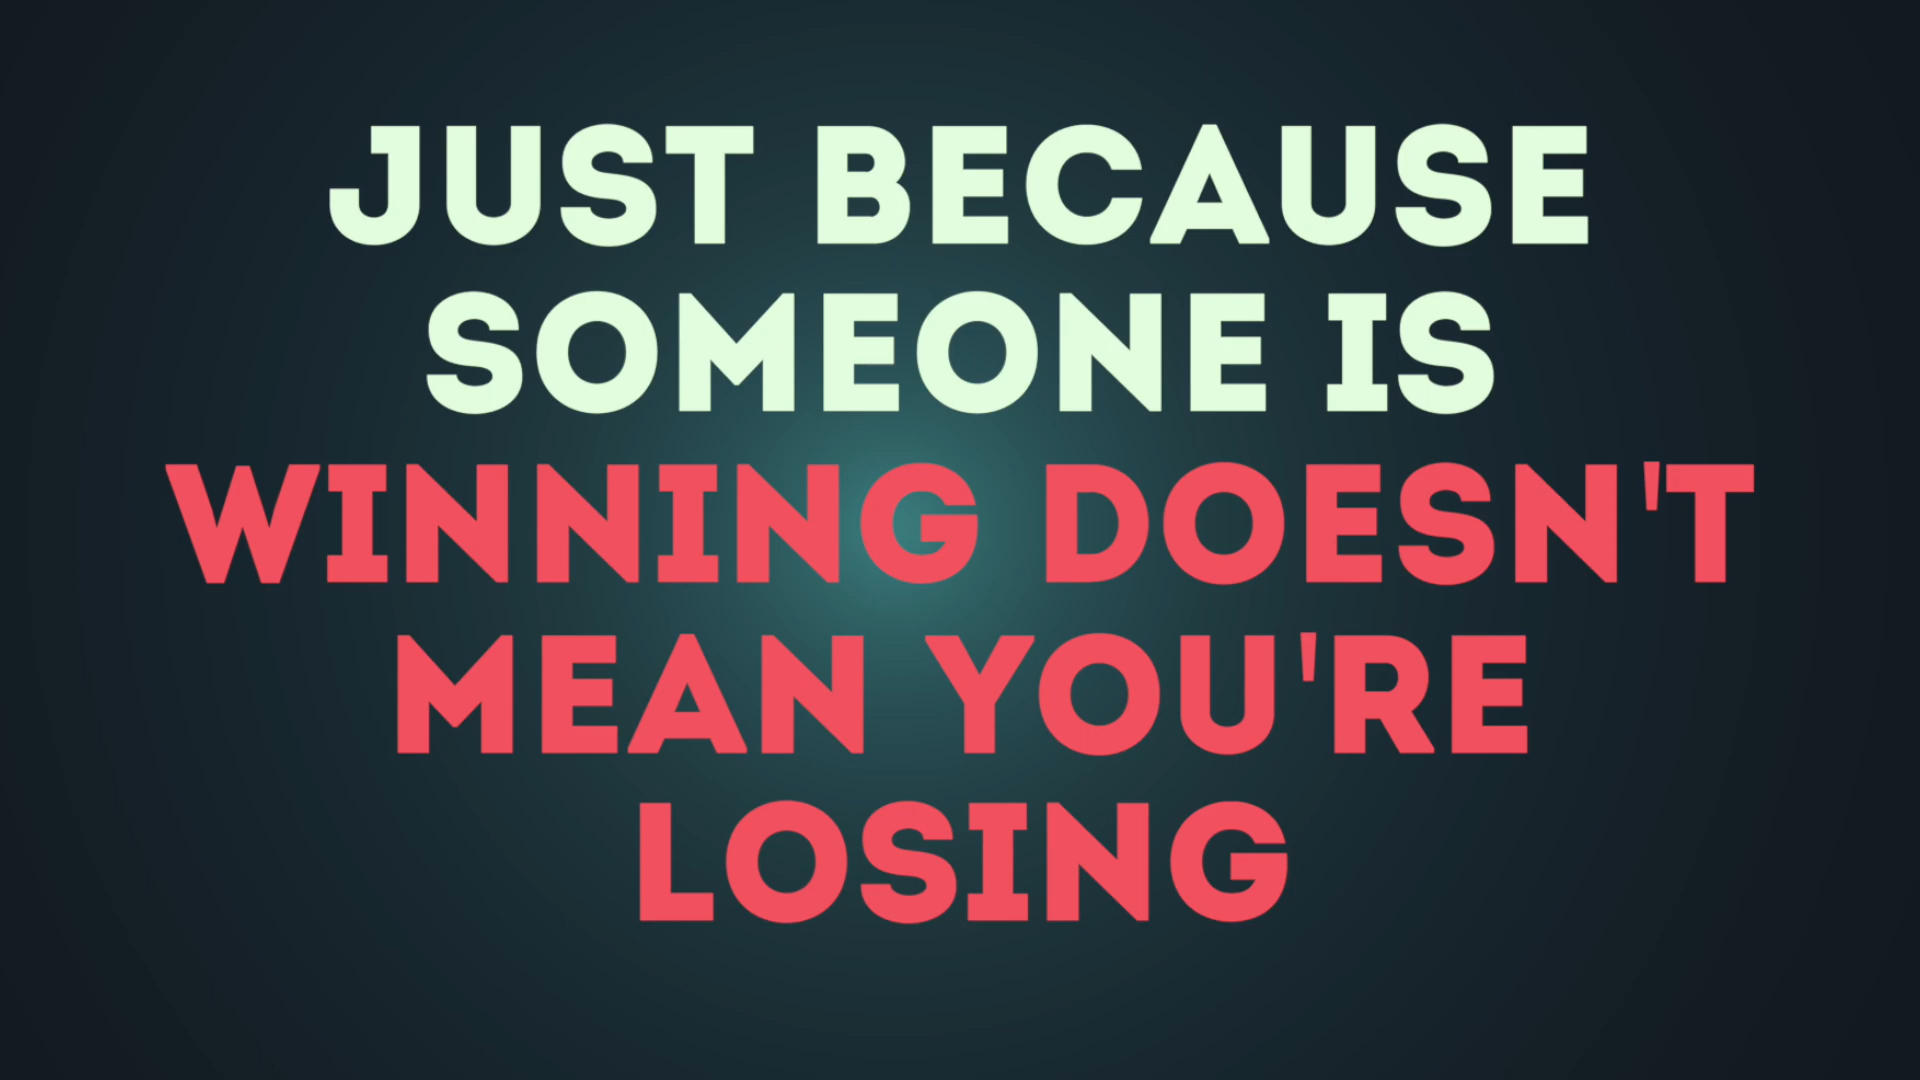 JUST BECAUSE
SOMEONE IS
WINNING DOESN'T
MEAN YOU'RE
LOSING